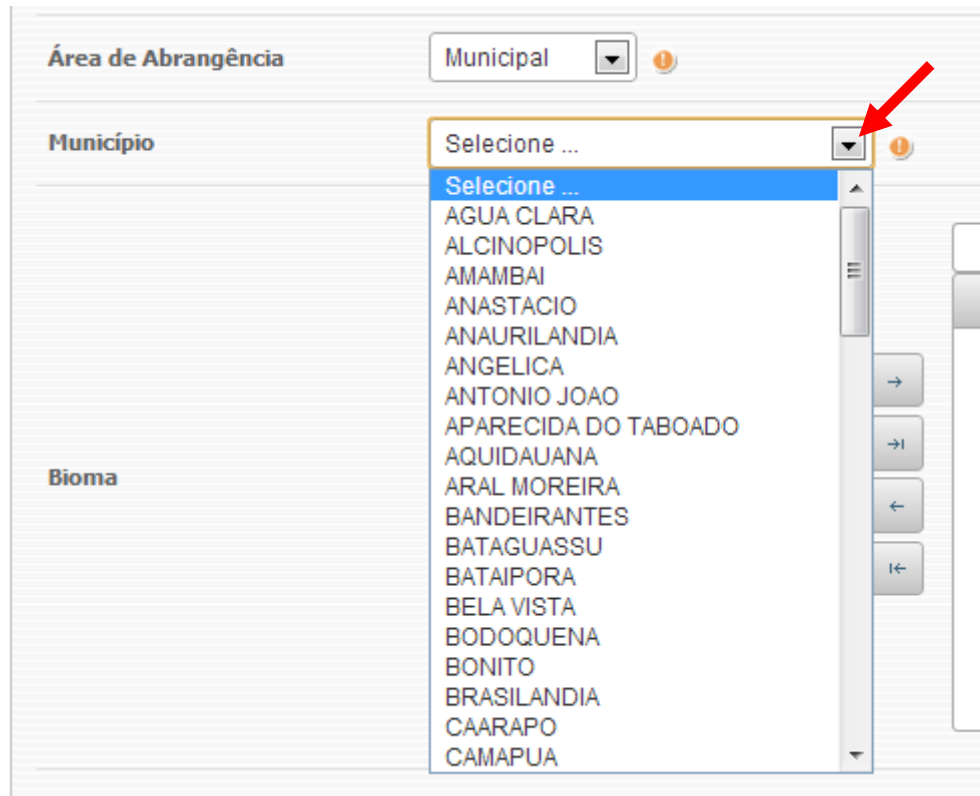 Área de Abrangência
Municipal
Município
Selecione ...
Selecione ...
AGUA CLARA
ALCINOPOLIS
AMAMBAI
ANASTACIO
ANAURILANDIA
ANGELICA
ANTONIO JOAO
APARECIDA DO TABOADO
AQUIDAUANA
ARAL MOREIRA
BANDEIRANTES
BATAGUASSU
BATAIPORA
BELA VISTA
BODOQUENA
BONITO
BRASILANDIA
CAARAPO
CAMAPUA
Bioma